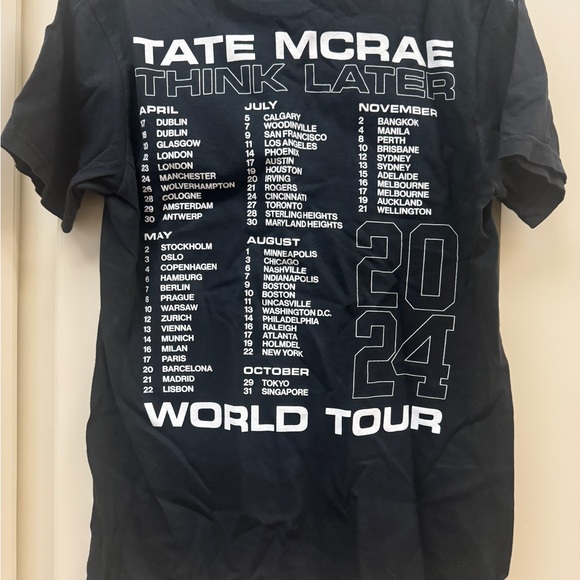 TATE MCRAE
THINK LATER
APRIL
17 DUBLIN
18 DUBLIN
20 GLASGOW
22 LONDON
23 LONDON
24 MANCHESTER
26 WOLVERHAMPTON
28 COLOGNE
29 AMSTERDAM
30 ANTWERP
MAY
2 STOCKHOLM
3 OSLO
4 COPENHAGEN
6 HAMBURG
7 BERLIN
8 PRAGUE
10 WARSAW
12 ZURICH
13 VIENNA
14 MUNICH
16 MILAN
17 PARIS
20 BARCELONA
21 MADRID
22 LISBON
JULY
5 CALGARY
7 WOODINVILLE
9 SAN FRANCISCO
11 LOS ANGELES
14 PHOENIX
17 AUSTIN
19 HOUSTON
20 IRVING
21 ROGERS
24 CINCINNATI
27 TORONTO
28 STERLING HEIGHTS
30 MARYLAND HEIGHTS
AUGUST
1 MINNEAPOLIS
3 CHICAGO
6 NASHVILLE
7 INDIANAPOLIS
9 BOSTON
10 BOSTON
11 UNCASVILLE
13 WASHINGTON D.C.
14 PHILADELPHIA
16 RALEIGH
17 ATLANTA
19 HOLMDEL
22 NEW YORK
OCTOBER
29 TOKYO
31 SINGAPORE
NOVEMBER
2 BANGKOK
4 MANILA
8 PERTH
10 BRISBANE
12 SYDNEY
13 SYDNEY
15 ADELAIDE
16 MELBOURNE
17 MELBOURNE
19 AUCKLAND
21 WELLINGTON
20
24
WORLD TOUR